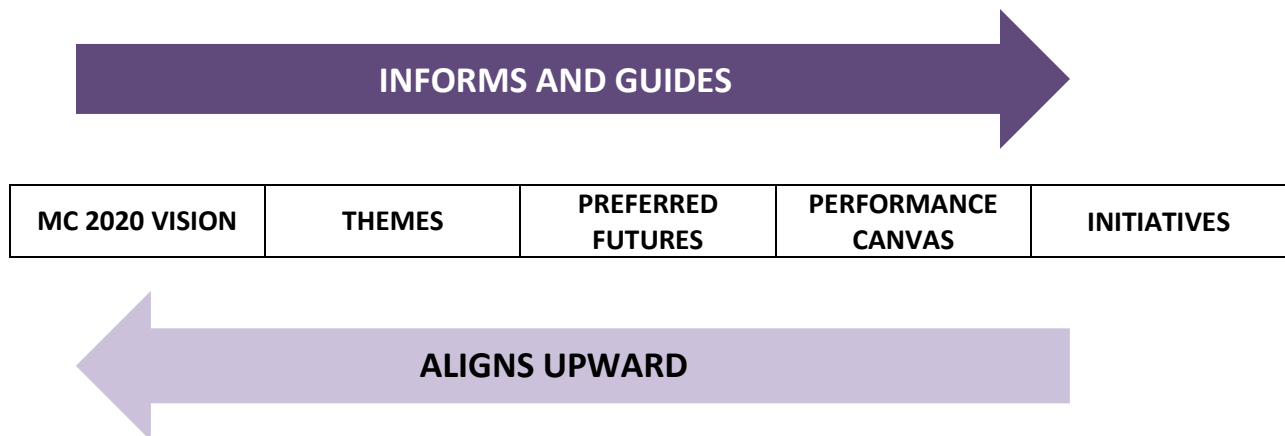 INFORMS AND GUIDES
MC 2020 VISION
THEMES
PREFERRED
FUTURES
PERFORMANCE
CANVAS
INITIATIVES
ALIGNS UPWARD